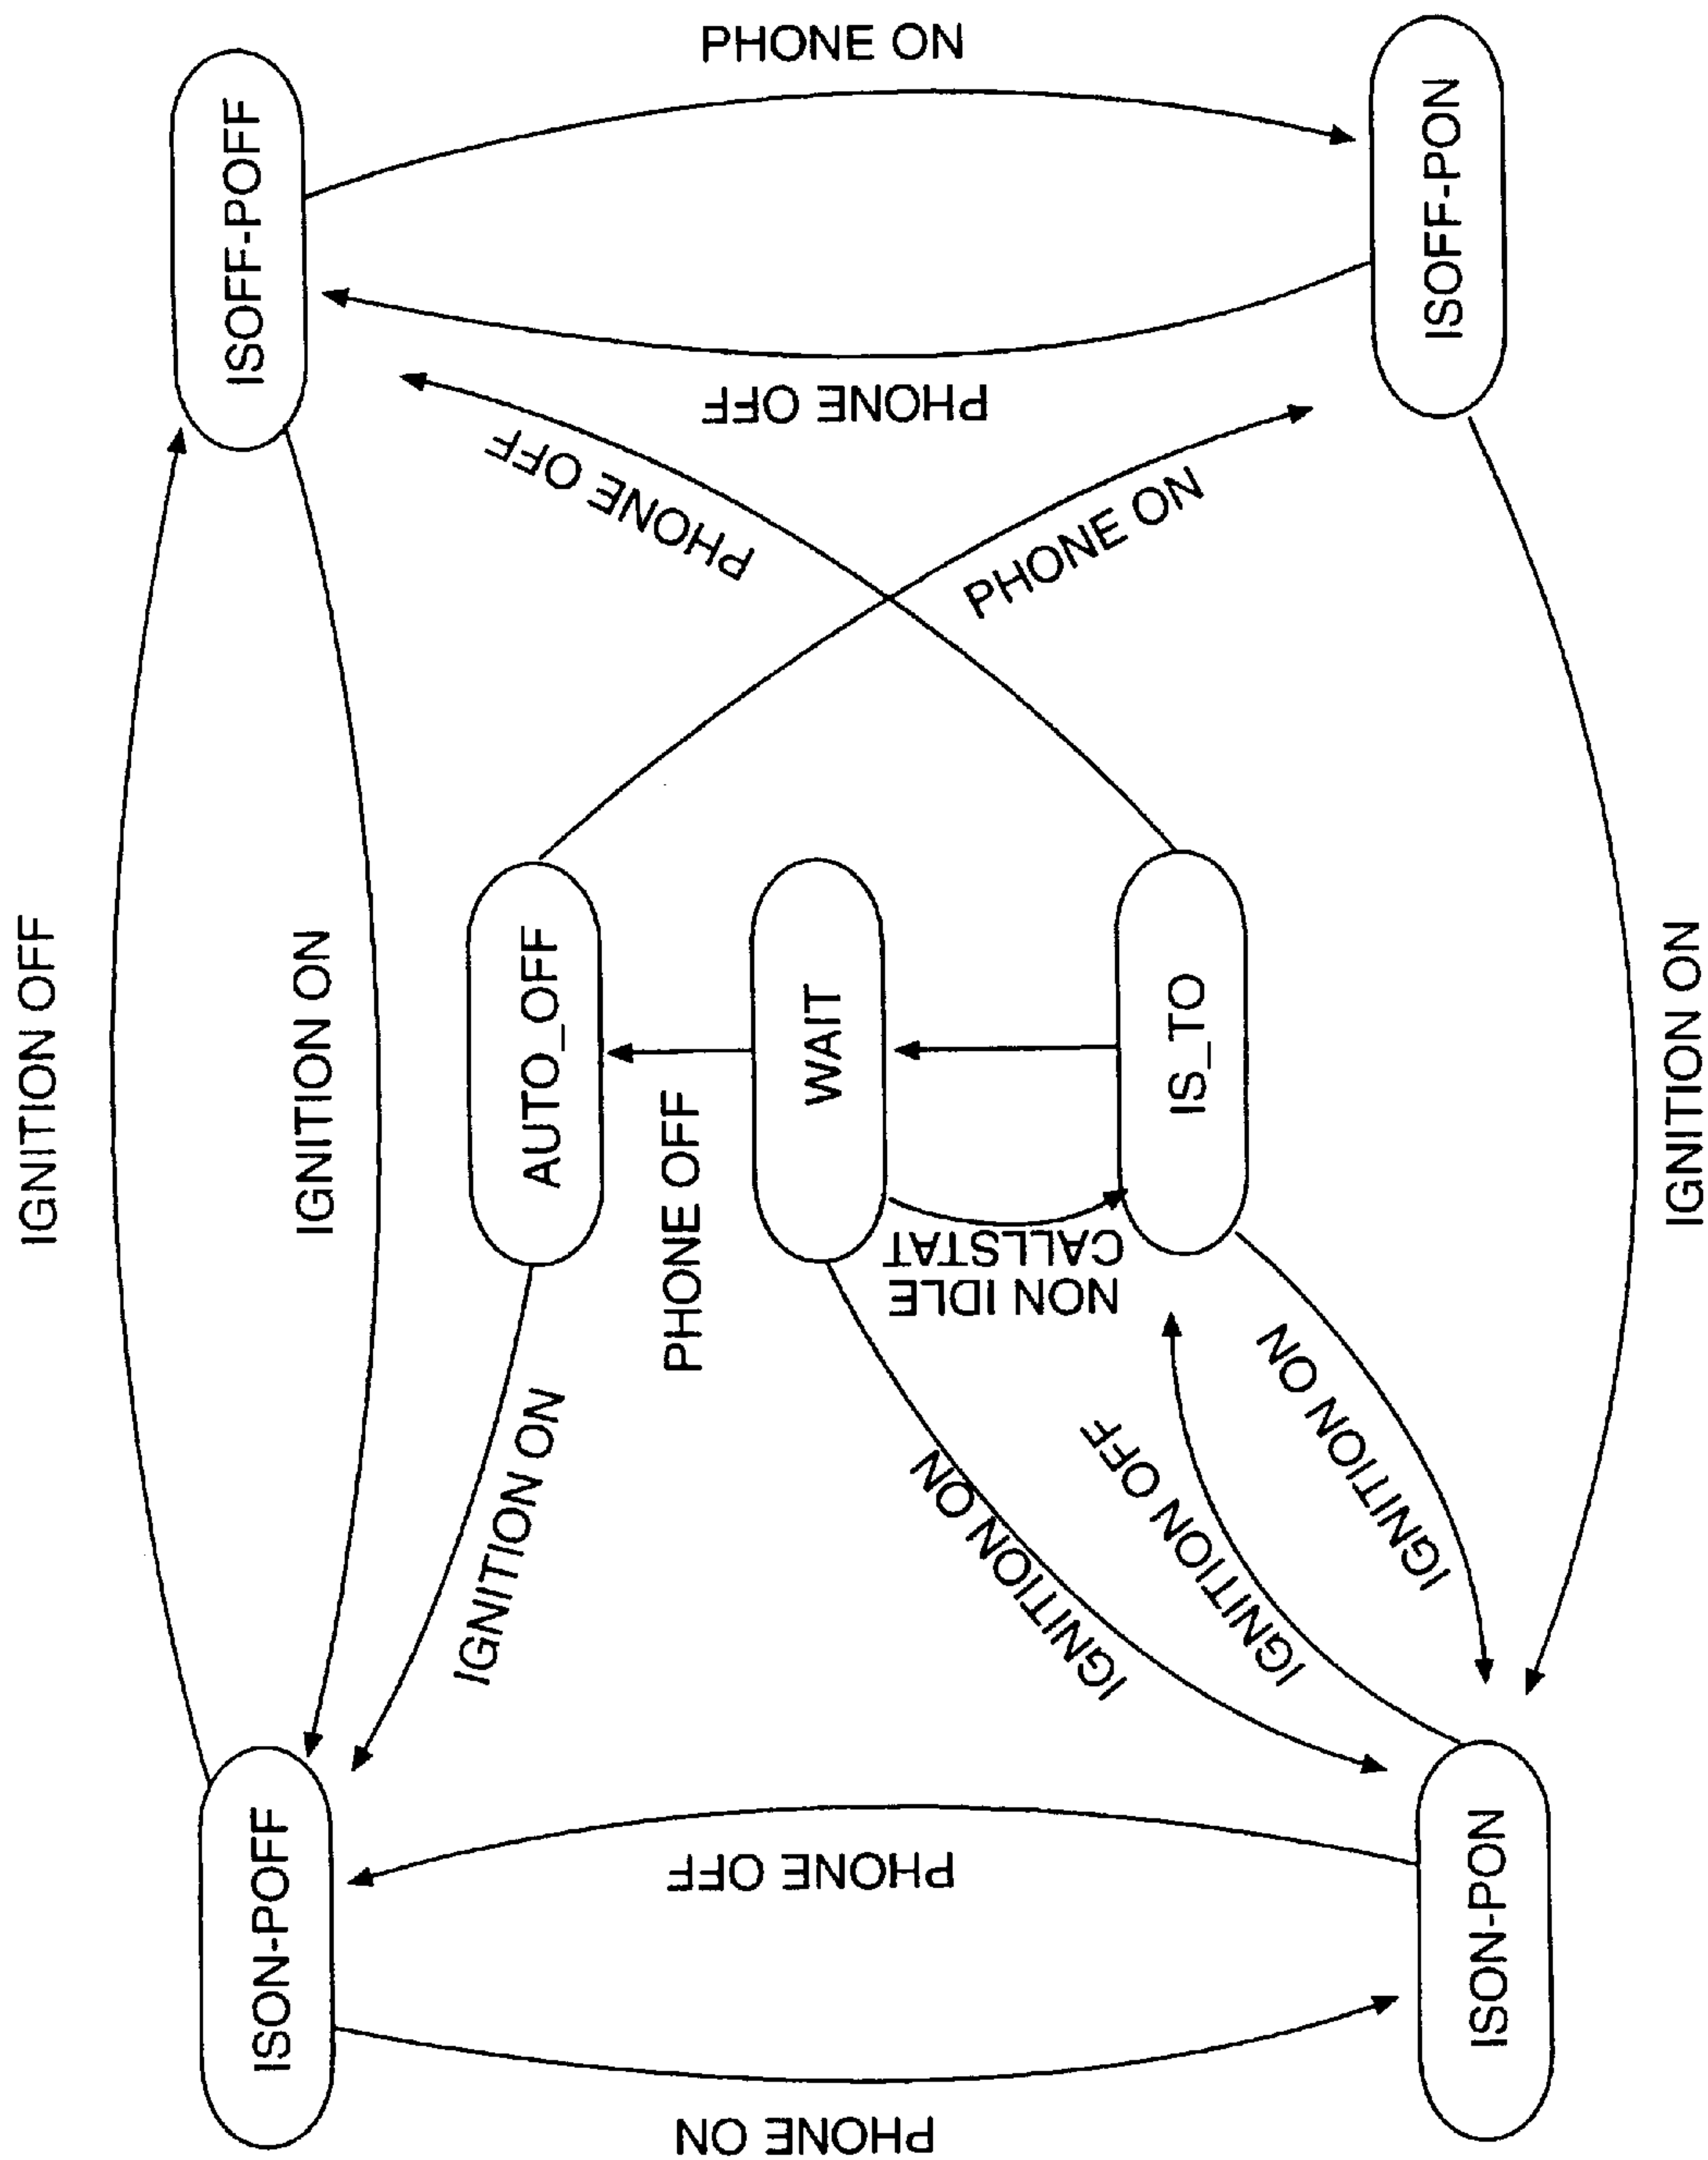 IGNITION OFF
IGNITION ON
ISON-POFF
ISOFF-POFF
IGNITION ON
AUTO_OFF
PHONE OFF
PHONE OFF
WAIT
IGNITION ON
NON IDLE
CALLSTAT
PHONE ON
PHONE OFF
PHONE OFF
PHONE ON
PHONE ON
IGNITION OFF
IS_TO
IGNITION ON
ISON-PON
ISOFF-PON
IGNITION ON